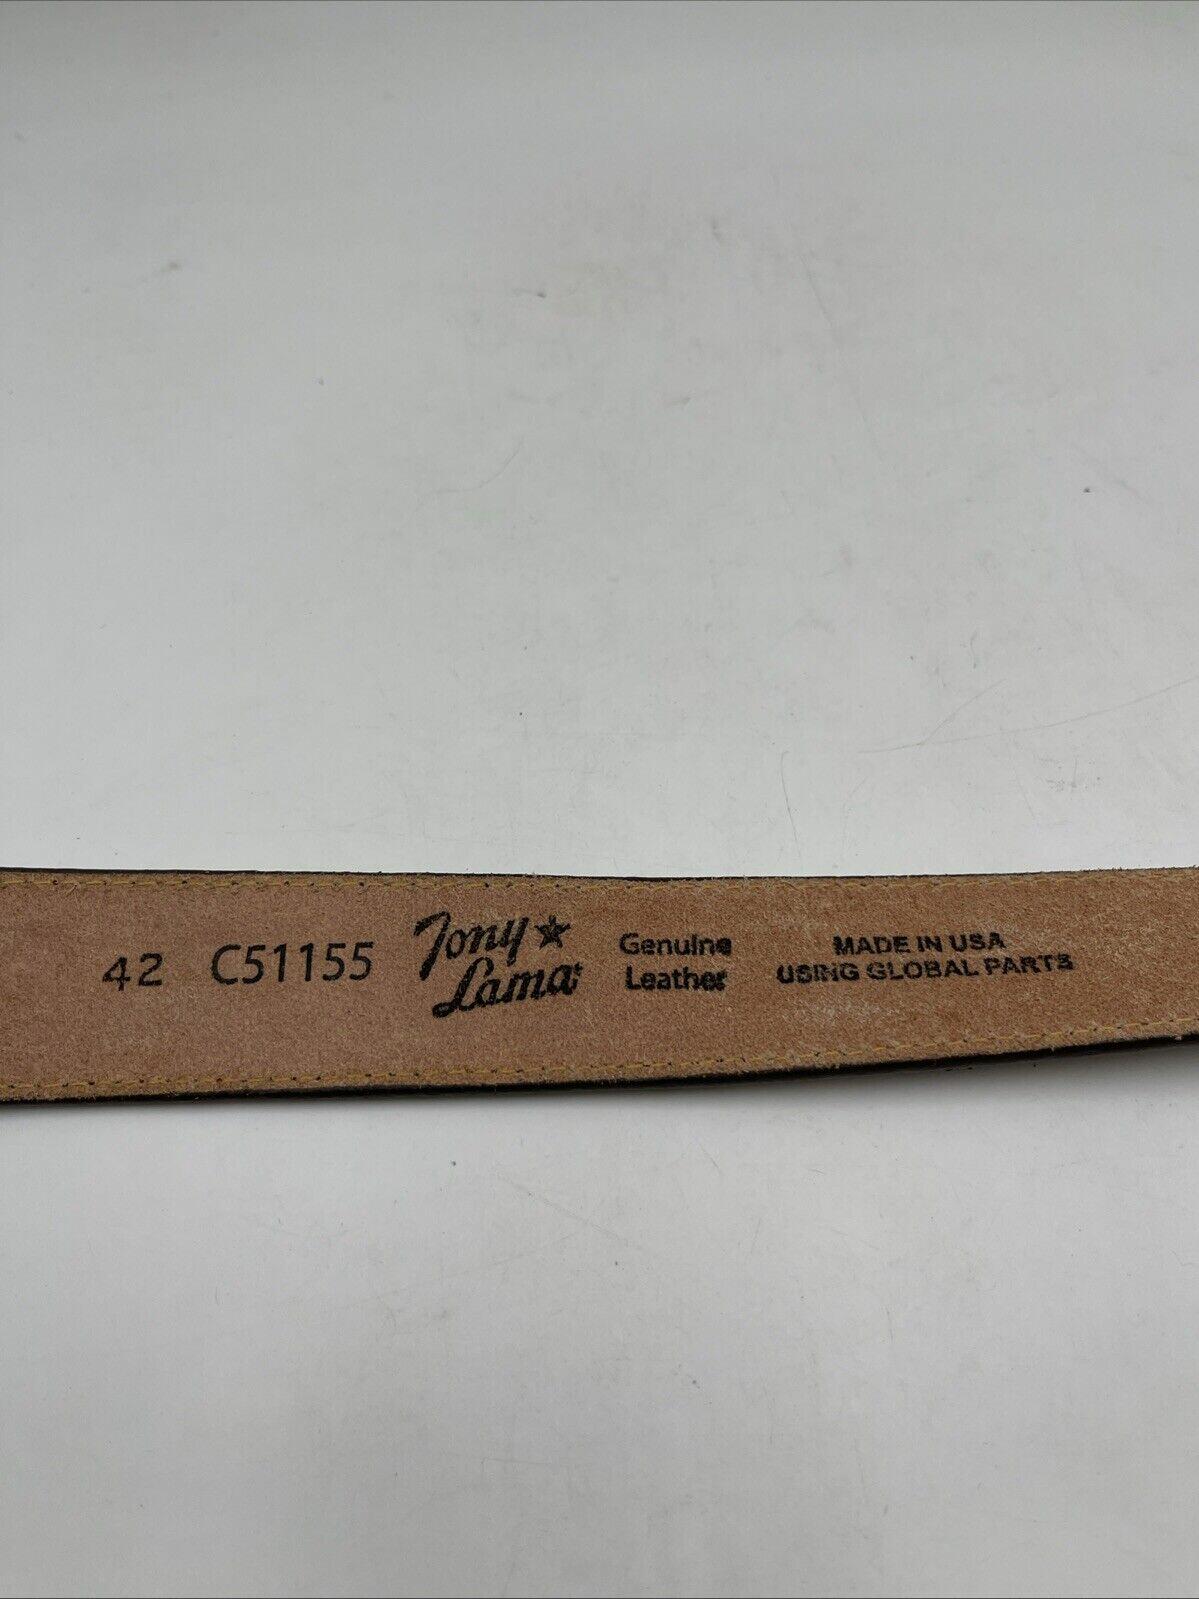 42 C51155 Tony Lama Genuine Leather MADE IN USA
USING GLOBAL PARTS